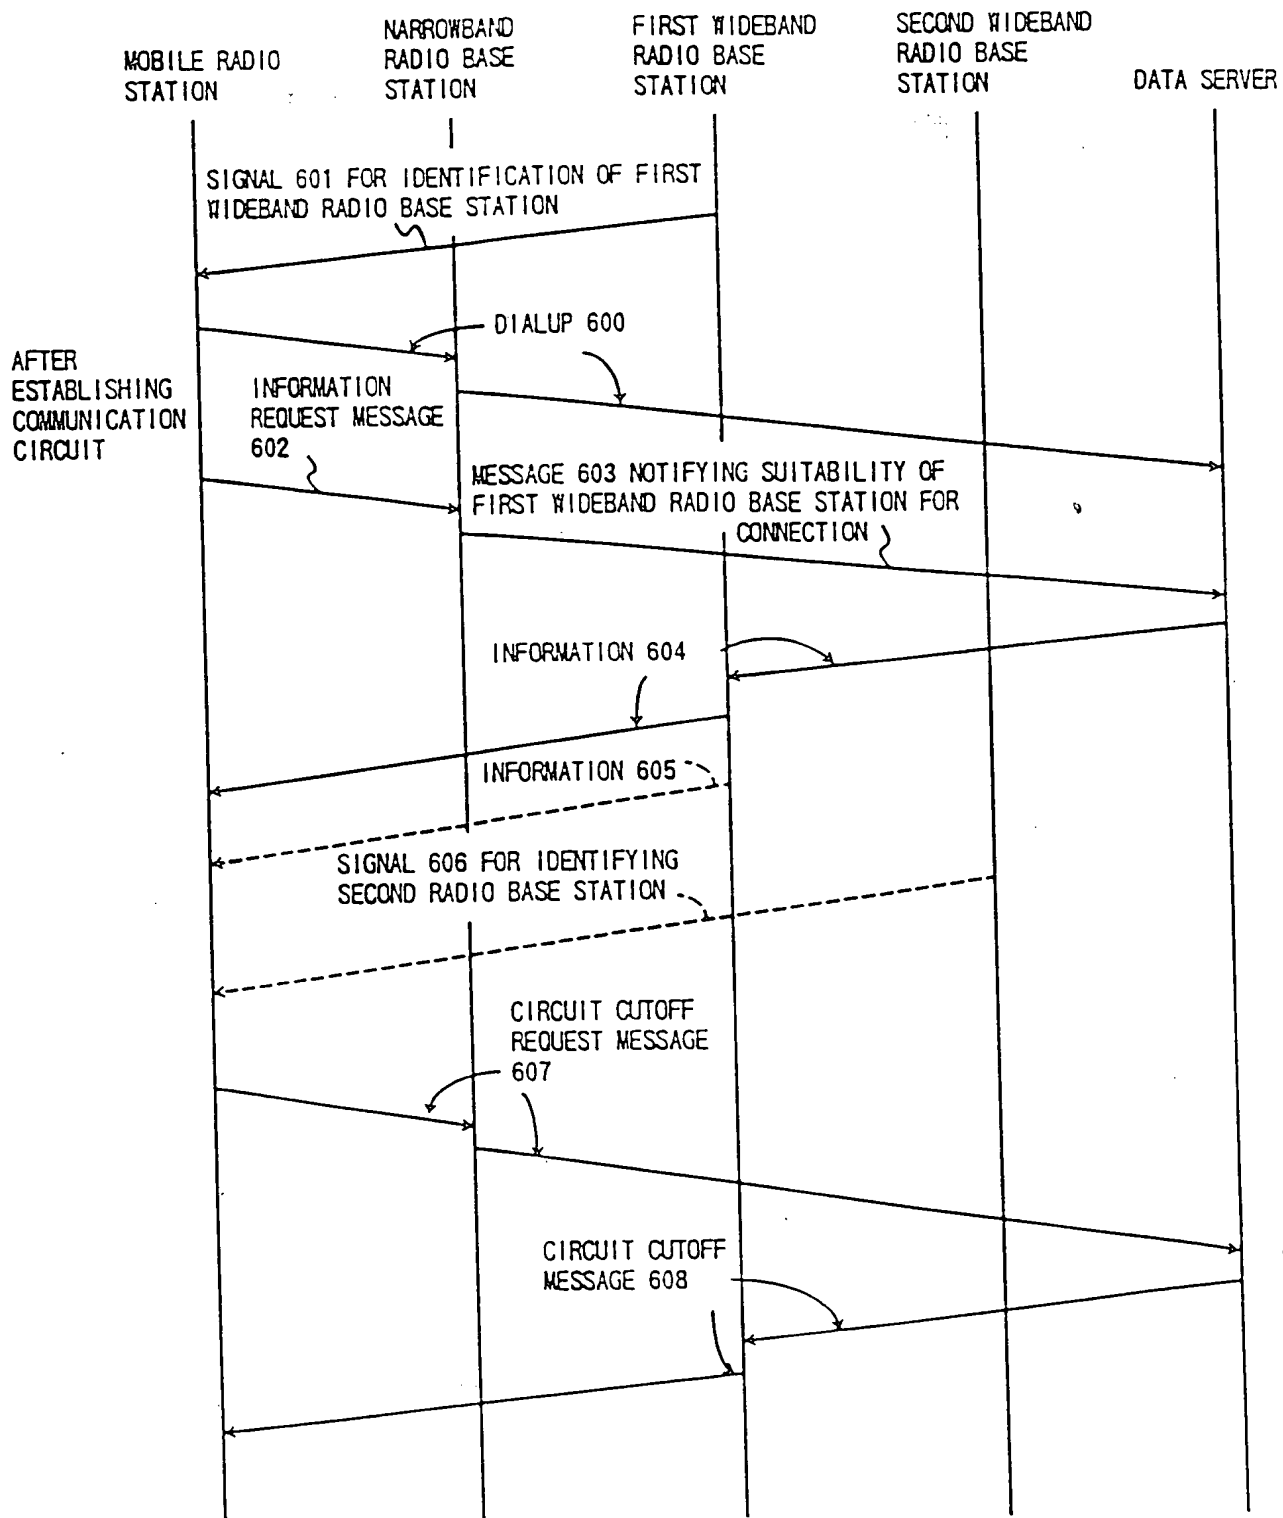 MOBILE RADIO
STATION
NARROWBAND
RADIO BASE
STATION
FIRST WIDEBAND
RADIO BASE
STATION
SECOND WIDEBAND
RADIO BASE
STATION
DATA SERVER
SIGNAL 601 FOR IDENTIFICATION OF FIRST
WIDEBAND RADIO BASE STATION
DIALUP 600
AFTER
ESTABLISHING
COMMUNICATION
CIRCUIT
INFORMATION
REQUEST MESSAGE
602
MESSAGE 603 NOTIFYING SUITABILITY OF
FIRST WIDEBAND RADIO BASE STATION FOR
CONNECTION
INFORMATION 604
INFORMATION 605
SIGNAL 606 FOR IDENTIFYING
SECOND RADIO BASE STATION
CIRCUIT CUTOFF
REQUEST MESSAGE
607
CIRCUIT CUTOFF
MESSAGE 608